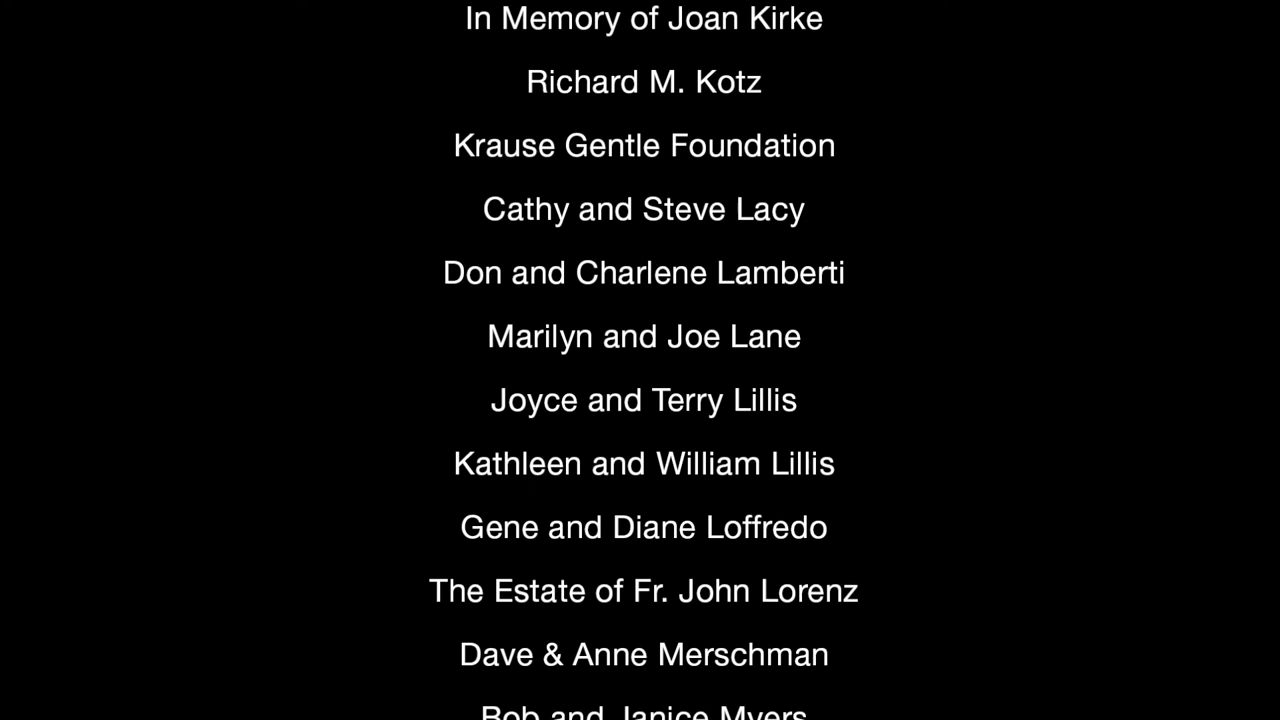 In Memory of Joan Kirke
Richard M. Kotz
Krause Gentle Foundation
Cathy and Steve Lacy
Don and Charlene Lamberti
Marilyn and Joe Lane
Joyce and Terry Lillis
Kathleen and William Lillis
Gene and Diane Loffredo
The Estate of Fr. John Lorenz
Dave & Anne Merschman
Bob and Janice Myers